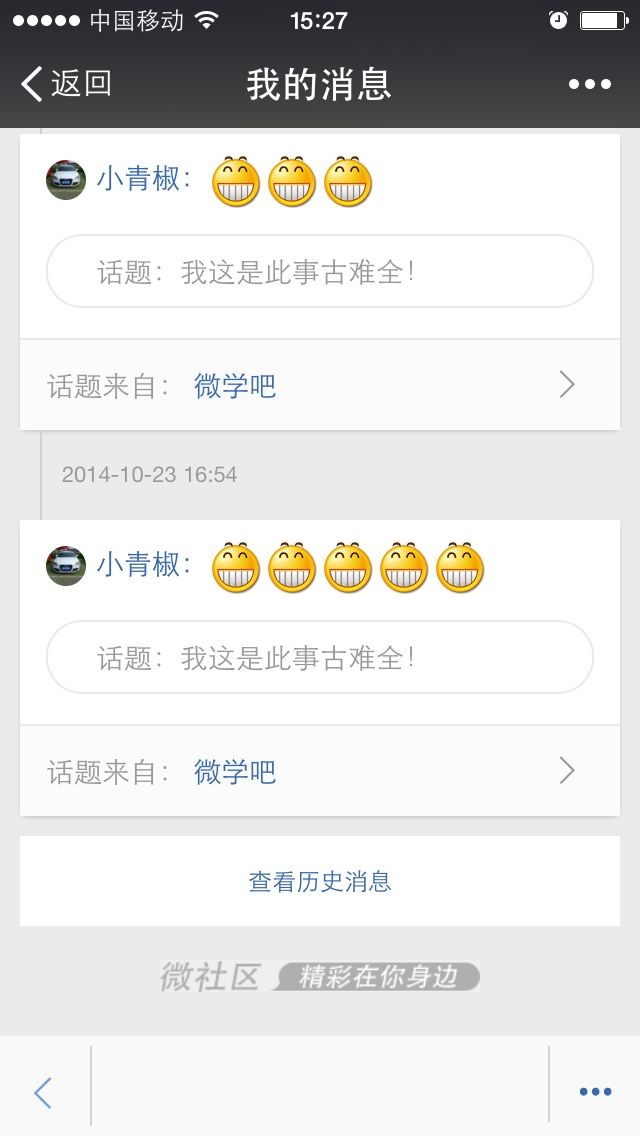 中国移动
15:27
返回
我的消息
小青椒：
话题：我这是此事古难全！
话题来自：微学吧
2014-10-23 16:54
小青椒：
话题：我这是此事古难全！
话题来自：微学吧
查看历史消息
微社区 精彩在你身边